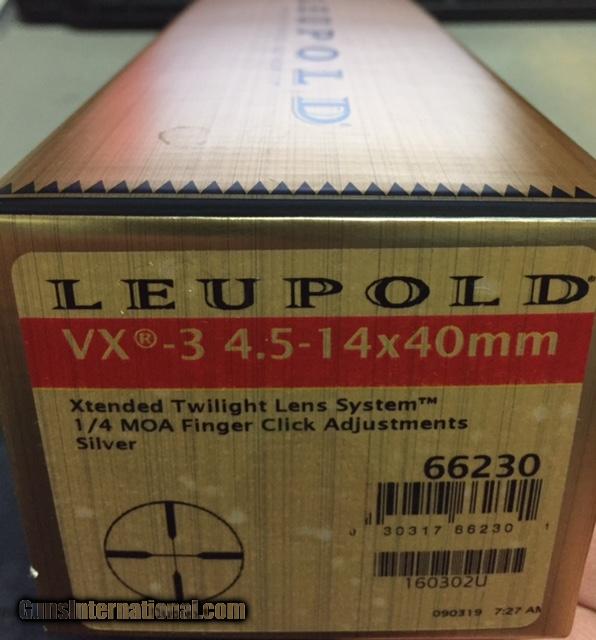 LEUPOLD®
LEUPOLD®
VX®-3 4.5-14x40mm
Xtended Twilight Lens System™
1/4 MOA Finger Click Adjustments
Silver
66230
0 30317 66230 1
160302U
090319 7:27 AM
GunsInternational.com